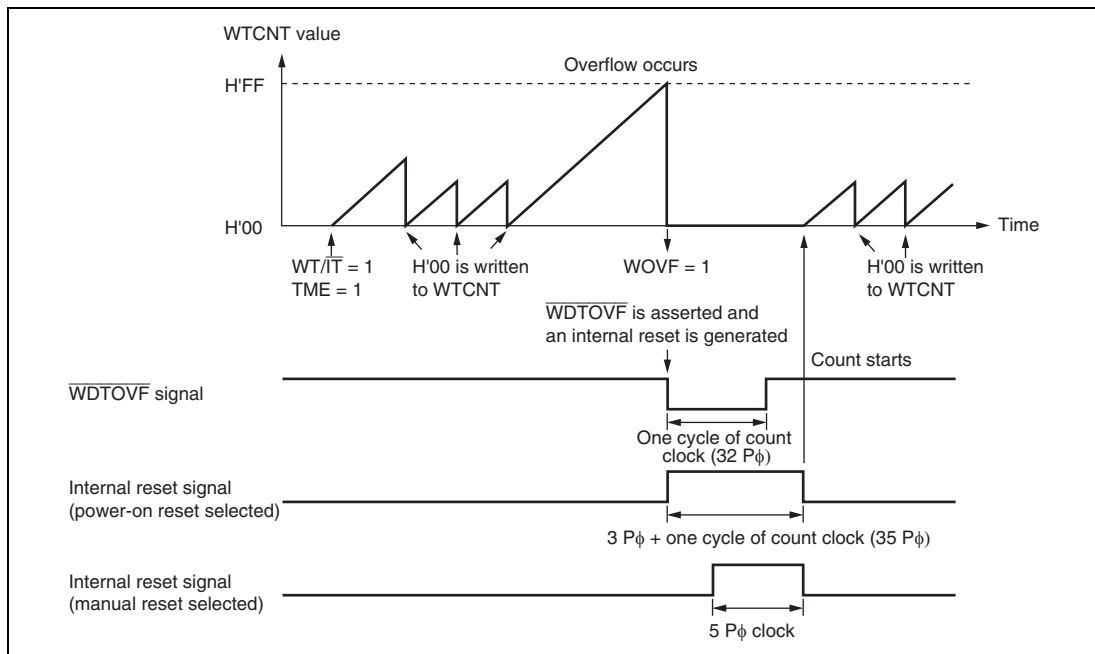 WTCNT value
Overflow occurs
H'FF
H'00
Time
WT/I̅T̅ = 1
TME = 1
H'00 is written
to WTCNT
WOVF = 1
H'00 is written
to WTCNT
W̅D̅T̅O̅V̅F̅ is asserted and
an internal reset is generated
Count starts
W̅D̅T̅O̅V̅F̅ signal
One cycle of count
clock (32 Pϕ)
Internal reset signal
(power-on reset selected)
3 Pϕ + one cycle of count clock (35 Pϕ)
Internal reset signal
(manual reset selected)
5 Pϕ clock